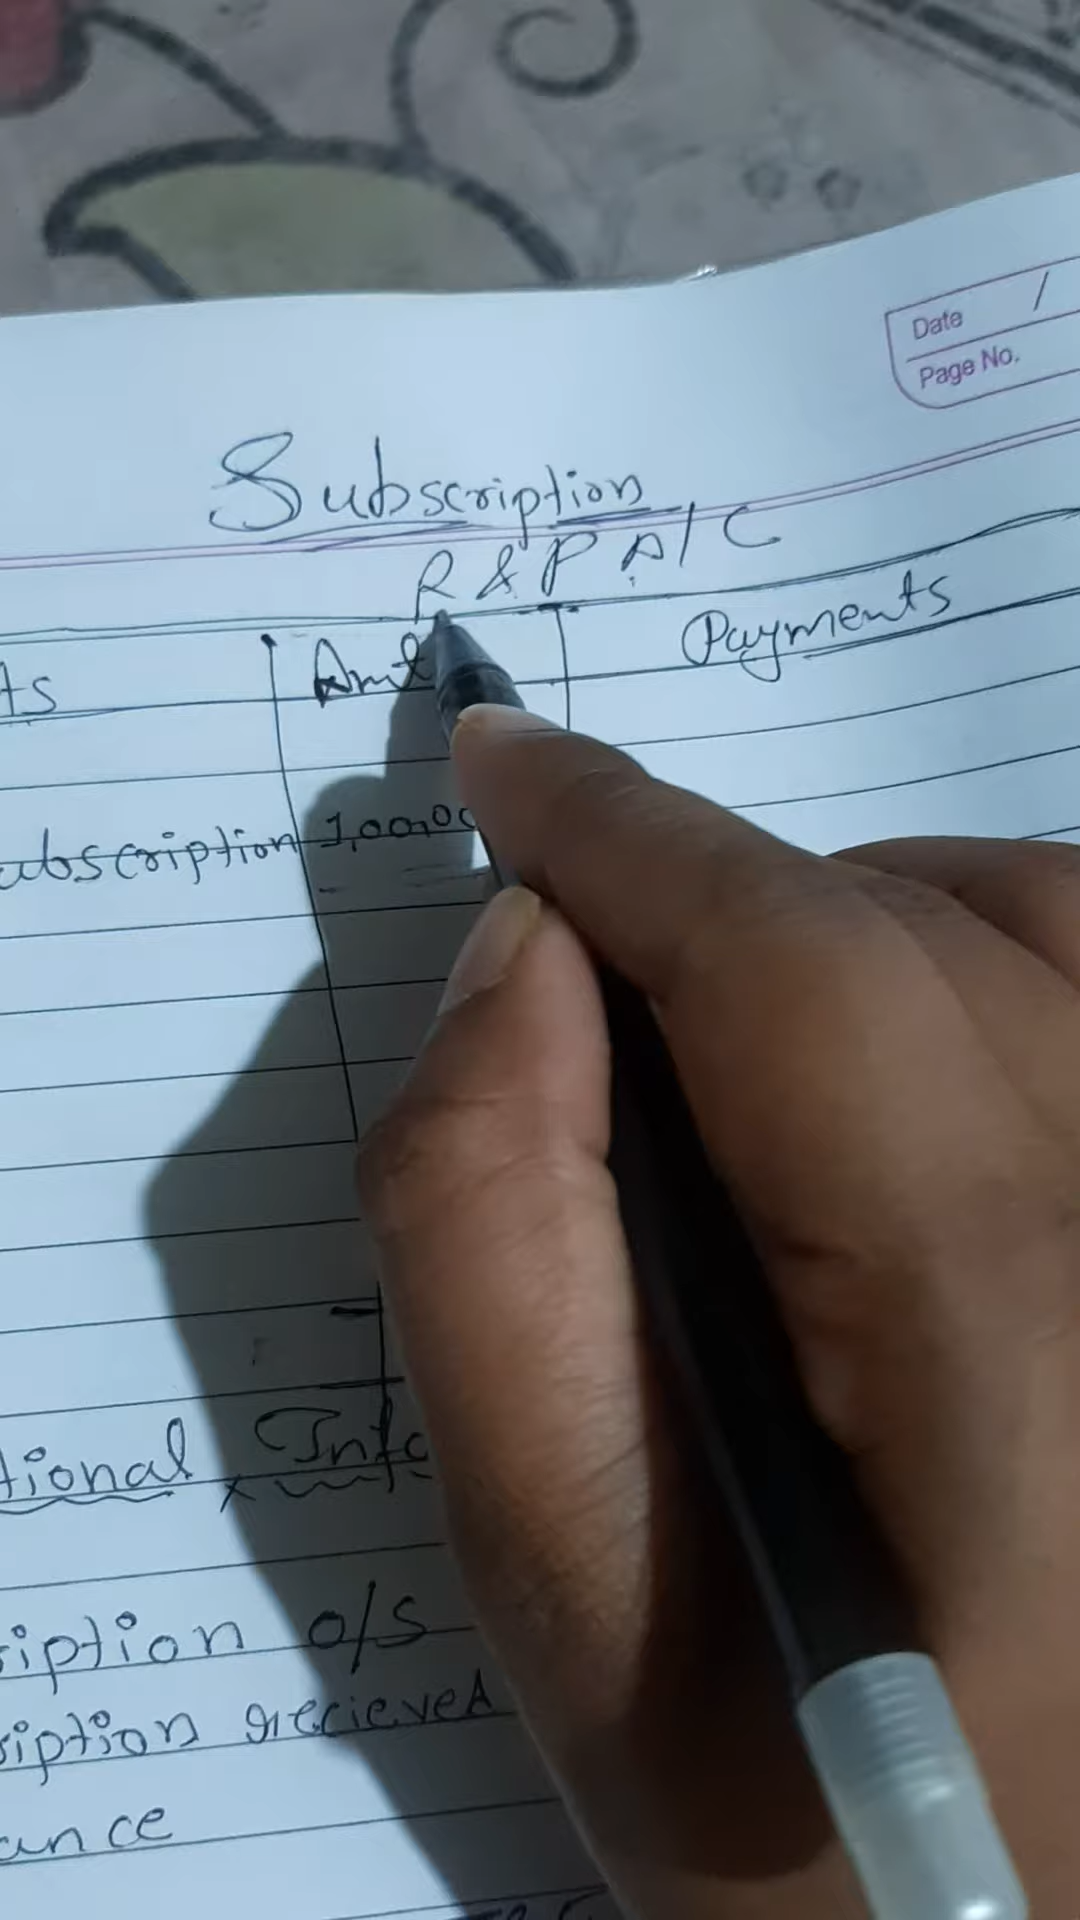 Date /
Page No.
Subscription
R & P A/C
ts Amt Payments
ubscription 1,00,00
tional Info
iption o/s
iption recieved
ance